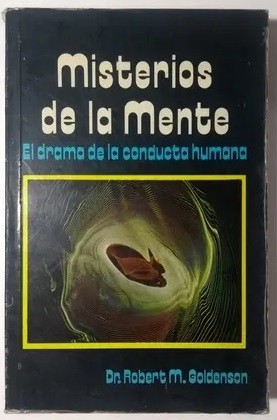 Misterios
de la Mente
El drama de la conducta humana
Dr. Robert M. Goldenson